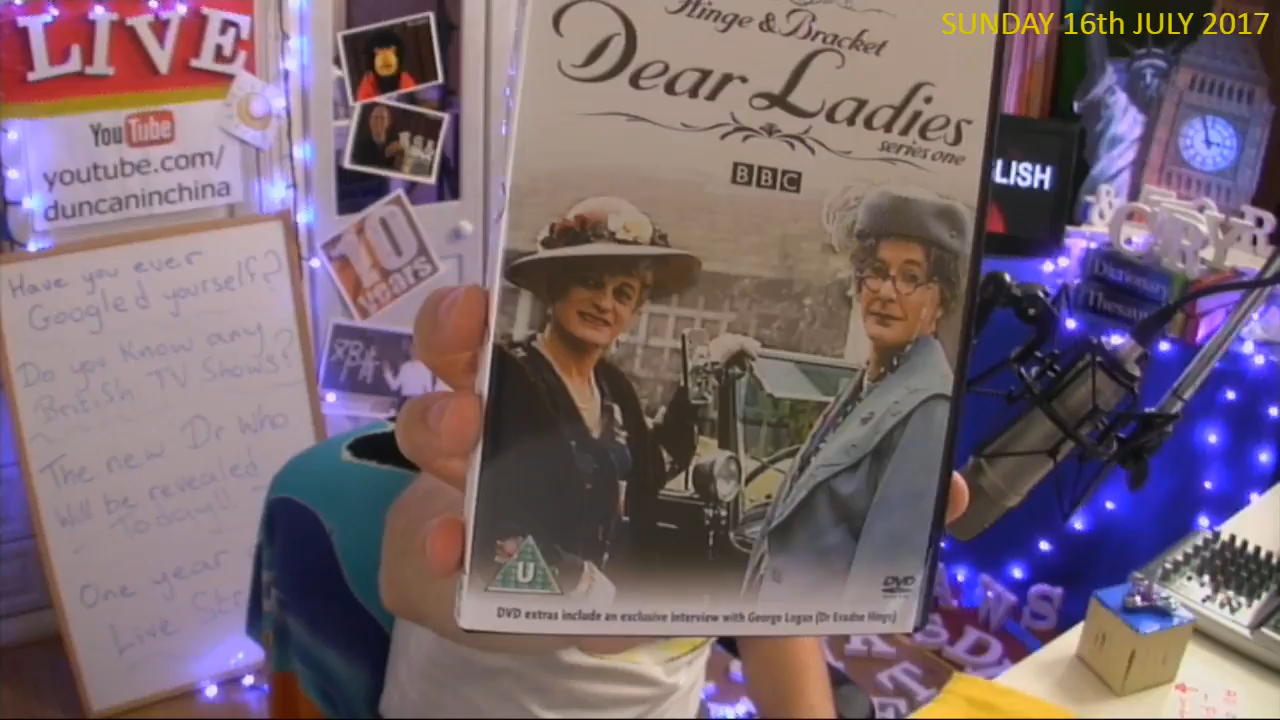 SUNDAY 16th JULY 2017
LIVE
YouTube
youtube.com/
duncaninchina
Have you ever
Googled yourself?
Do you know any
British TV Shows?
The new Dr Who
will be revealed
- Today!!
One year
Live
10
years
Hinge & Bracket
Dear Ladies
series one
BBC
U
DVD
DVD extras include an exclusive interview with George Logan (Dr Evadne Hinge)
LISH
Dictionary